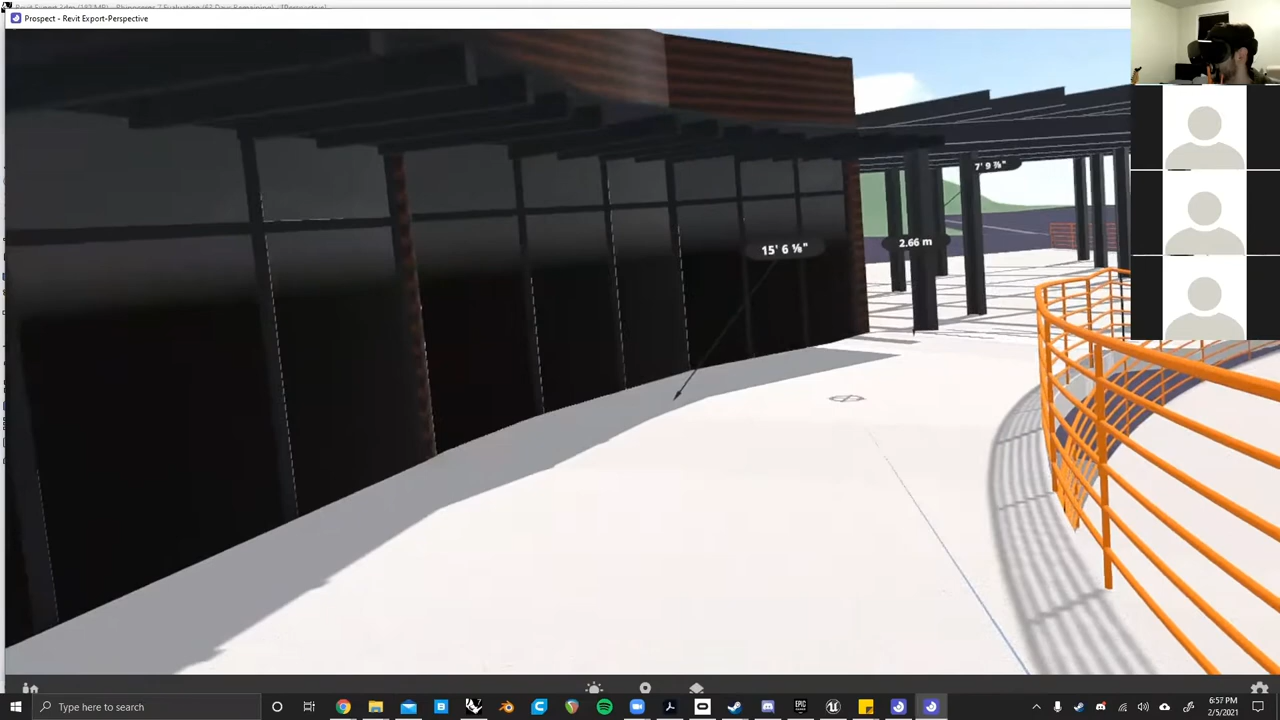 Prospect - Revit Export-Perspective
7' 9 ⅜"
2.66 m
15' 6 ⅛"
Type here to search
6:57 PM
2/5/2021